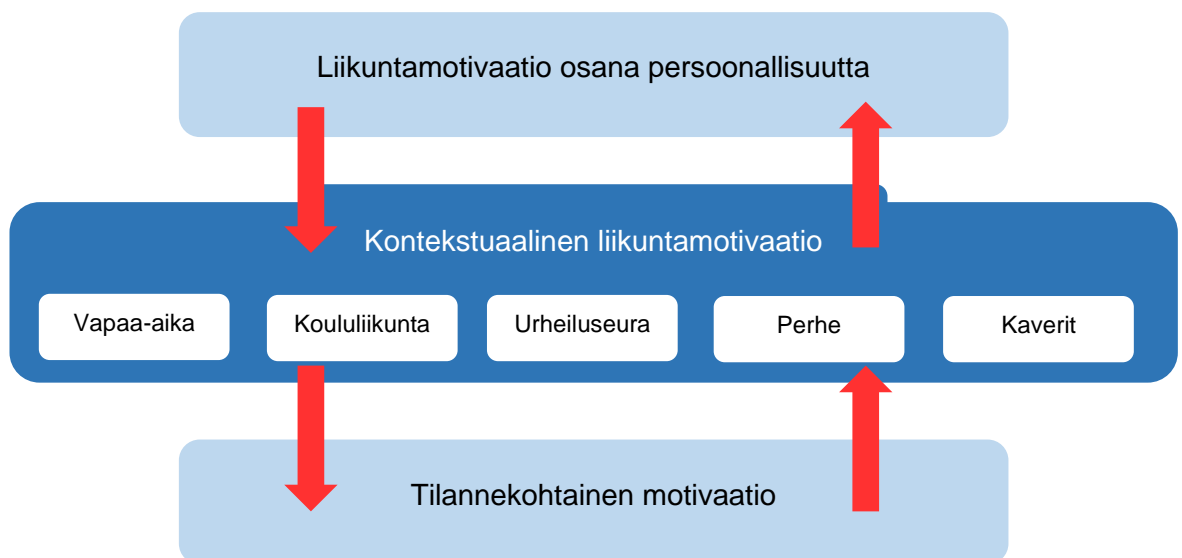 Liikuntamotivaatio osana persoonallisuutta
Kontekstuaalinen liikuntamotivaatio
Vapaa-aika
Koululiikunta
Urheiluseura
Perhe
Kaverit
Tilannekohtainen motivaatio